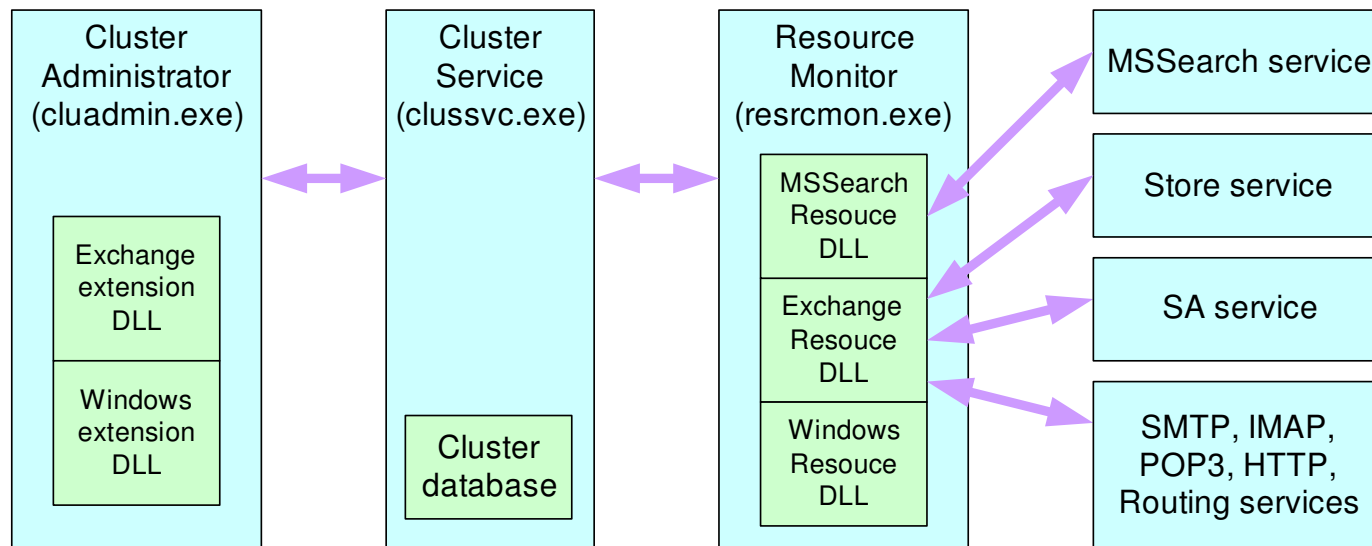 Cluster
Administrator
(cluadmin.exe)
Exchange
extension
DLL
Windows
extension
DLL
Cluster
Service
(clussvc.exe)
Cluster
database
Resource
Monitor
(resrcmon.exe)
MSSearch
Resouce
DLL
Exchange
Resouce
DLL
Windows
Resouce
DLL
MSSearch service
Store service
SA service
SMTP, IMAP,
POP3, HTTP,
Routing services